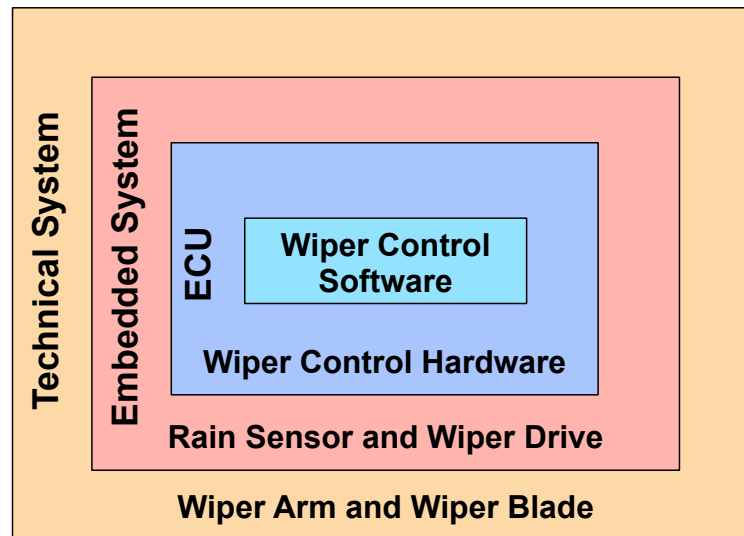 Technical System
Embedded System
ECU
Wiper Control
Software
Wiper Control Hardware
Rain Sensor and Wiper Drive
Wiper Arm and Wiper Blade